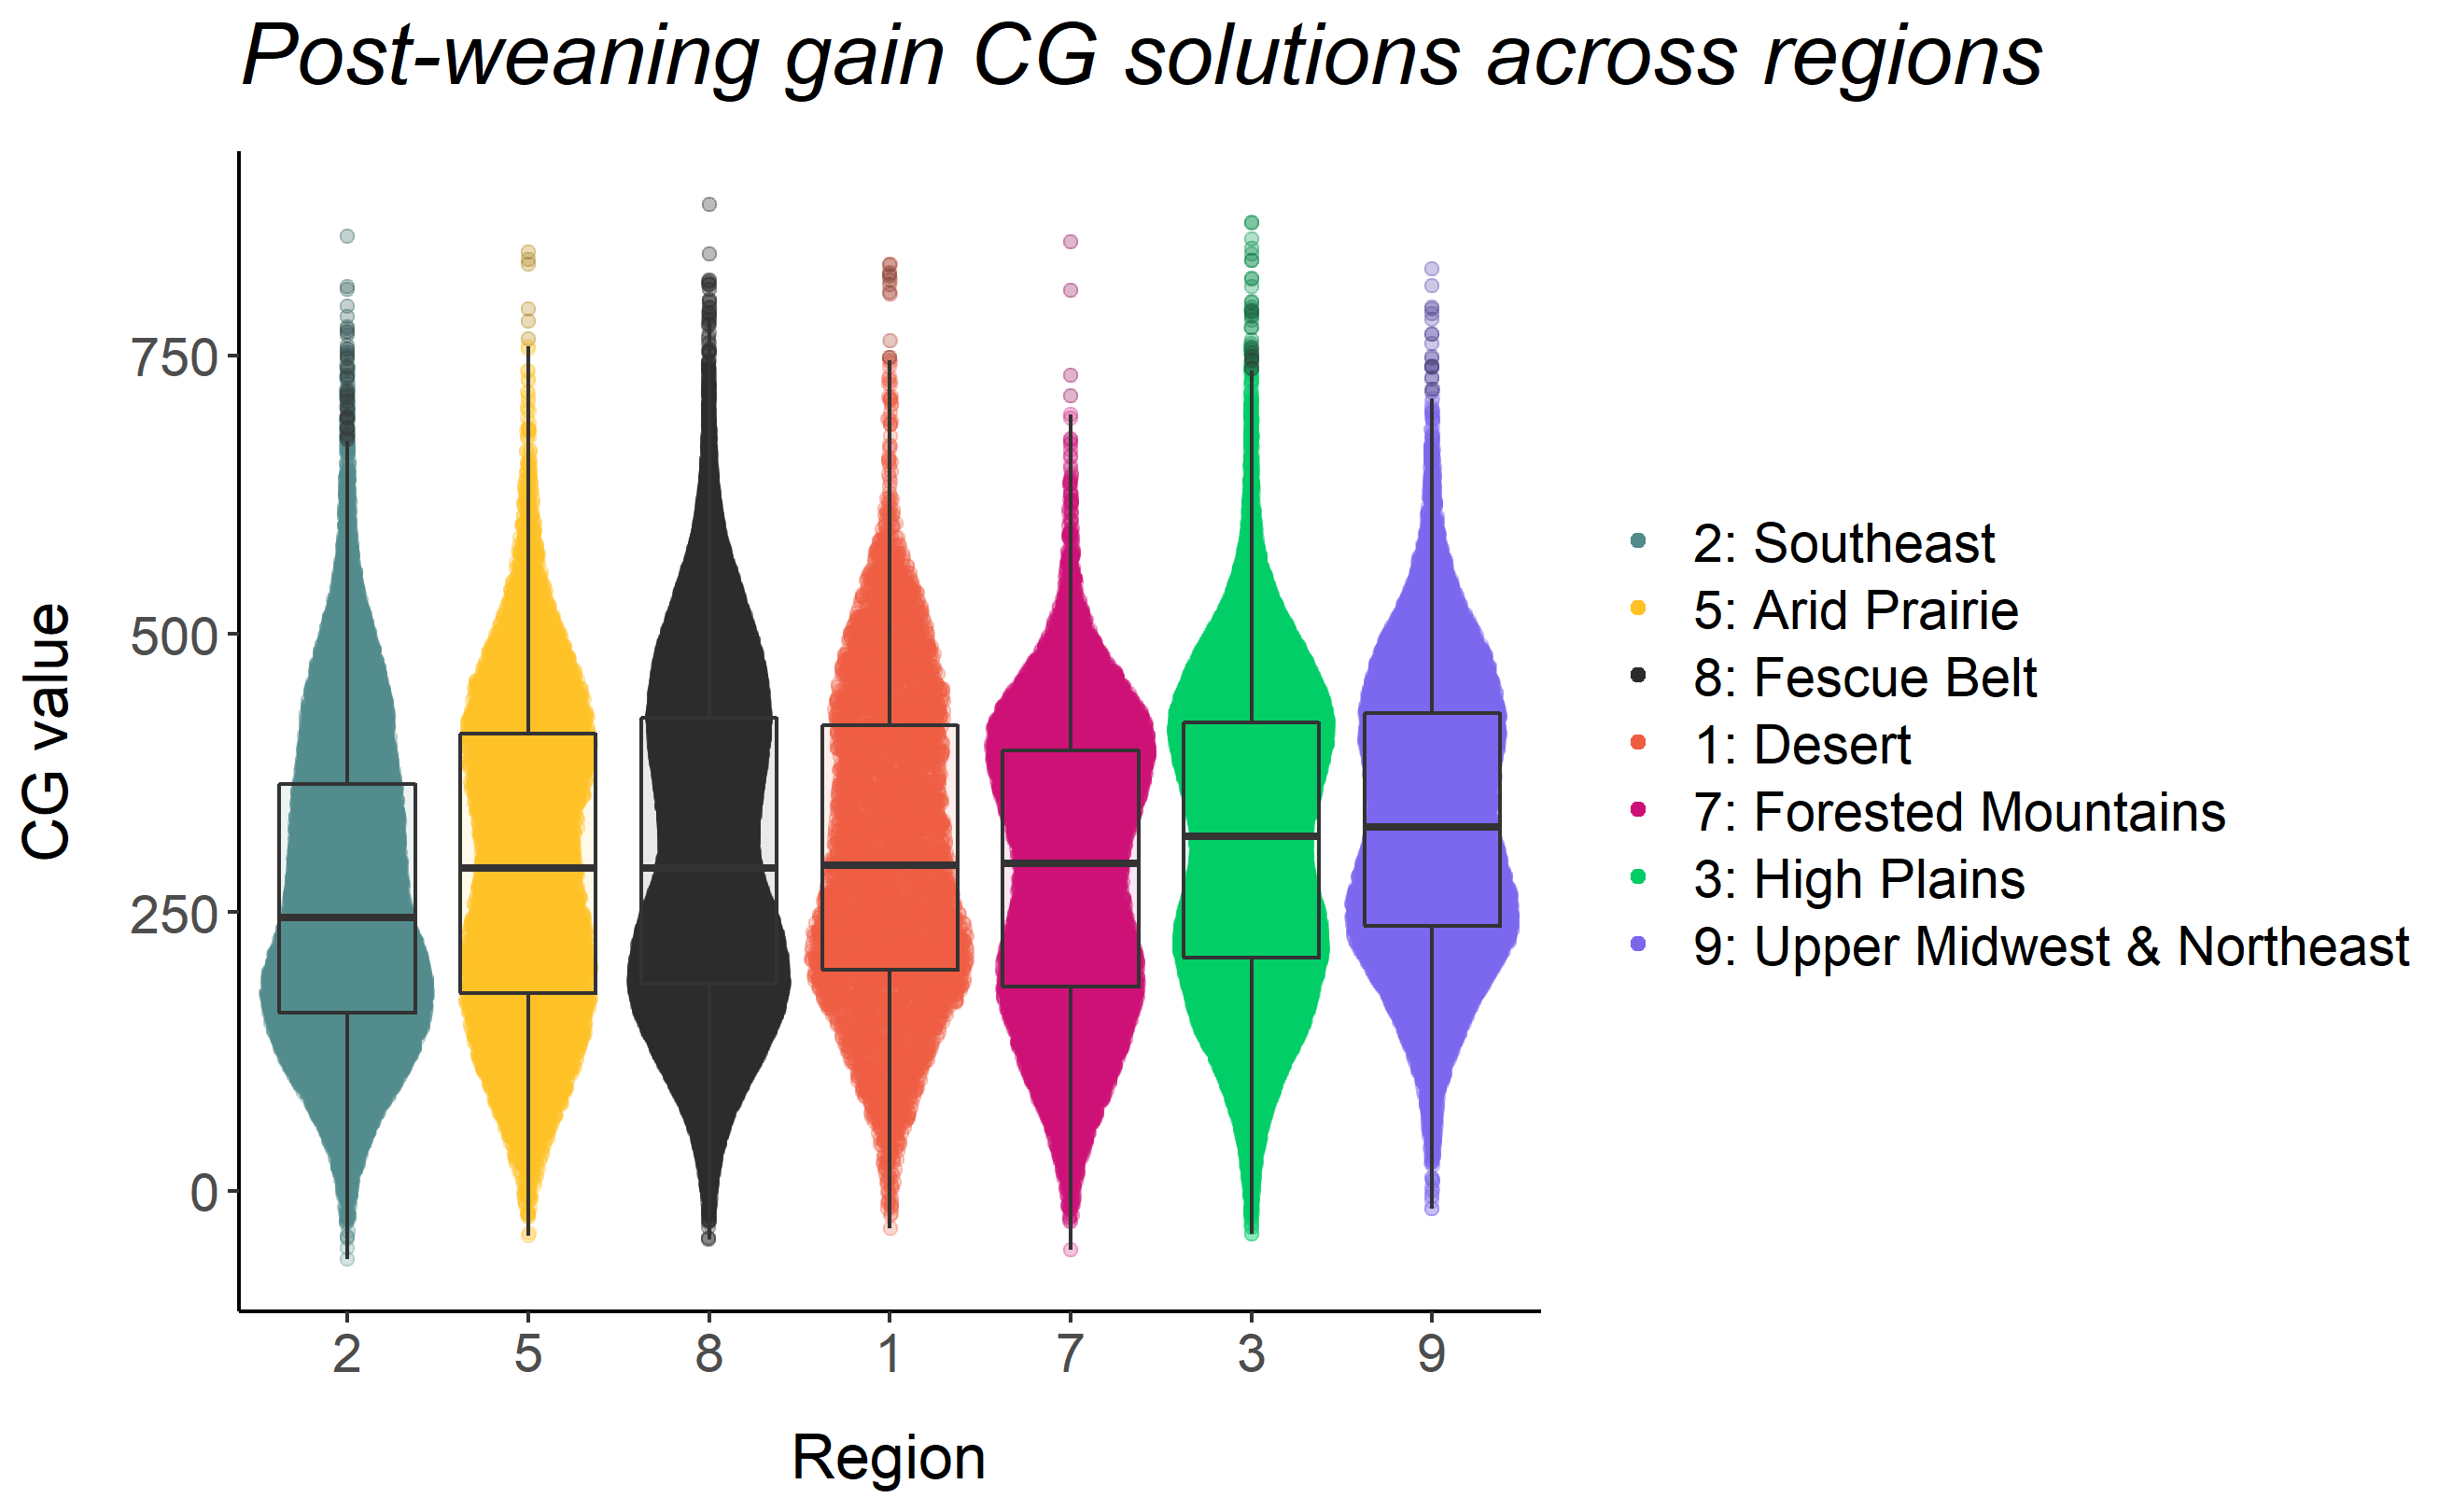 Post-weaning gain CG solutions across regions
CG value
750
500
250
0
2 5 8 1 7 3 9
Region
2: Southeast
5: Arid Prairie
8: Fescue Belt
1: Desert
7: Forested Mountains
3: High Plains
9: Upper Midwest & Northeast